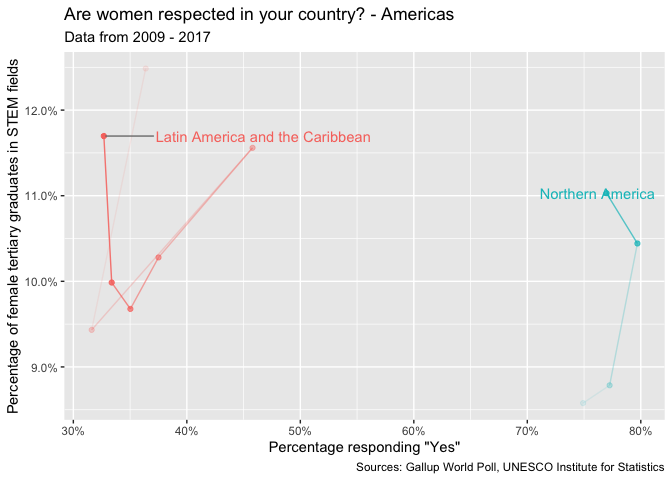 Are women respected in your country? - Americas
Data from 2009 - 2017
Percentage of female tertiary graduates in STEM fields
12.0%
11.0%
10.0%
9.0%
Latin America and the Caribbean
Northern America
30%
40%
50%
60%
70%
80%
Percentage responding "Yes"
Sources: Gallup World Poll, UNESCO Institute for Statistics